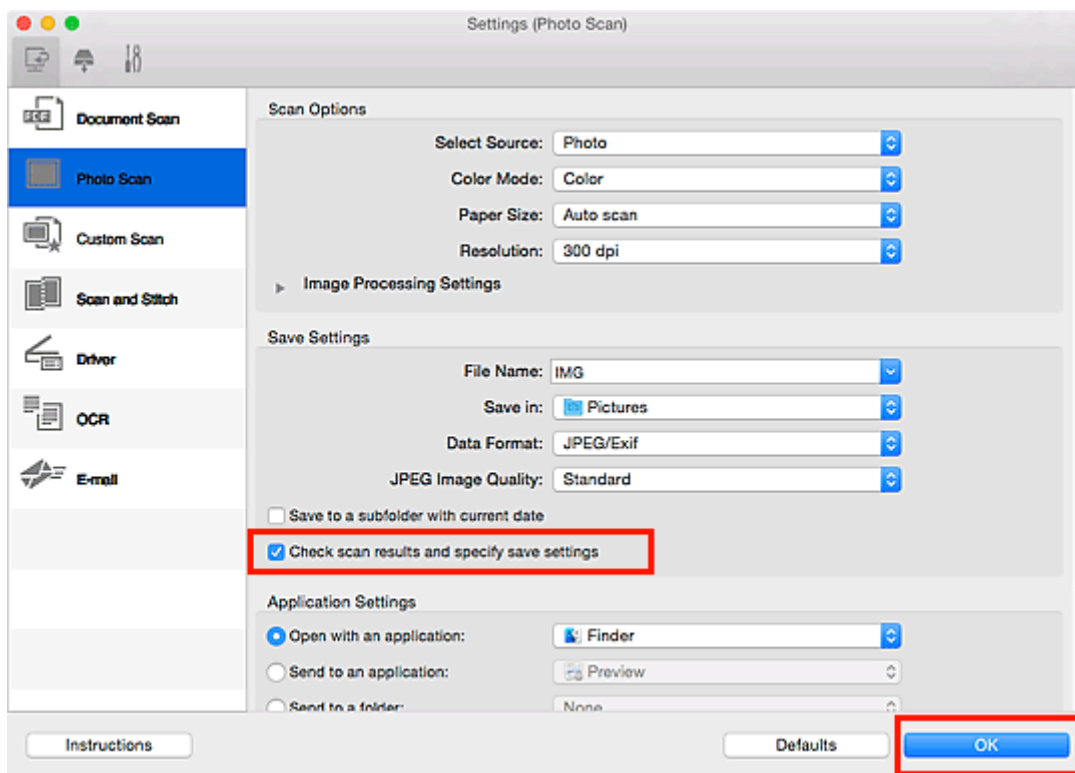 Settings (Photo Scan)
Document Scan
Photo Scan
Custom Scan
Scan and Stitch
Driver
OCR
E-mail
Scan Options
Select Source: Photo
Color Mode: Color
Paper Size: Auto scan
Resolution: 300 dpi
Image Processing Settings
Save Settings
File Name: IMG
Save in: Pictures
Data Format: JPEG/Exif
JPEG Image Quality: Standard
Save to a subfolder with current date
Check scan results and specify save settings
Application Settings
Open with an application: Finder
Send to an application: Preview
Send to a folder: None
Instructions
Defaults
OK